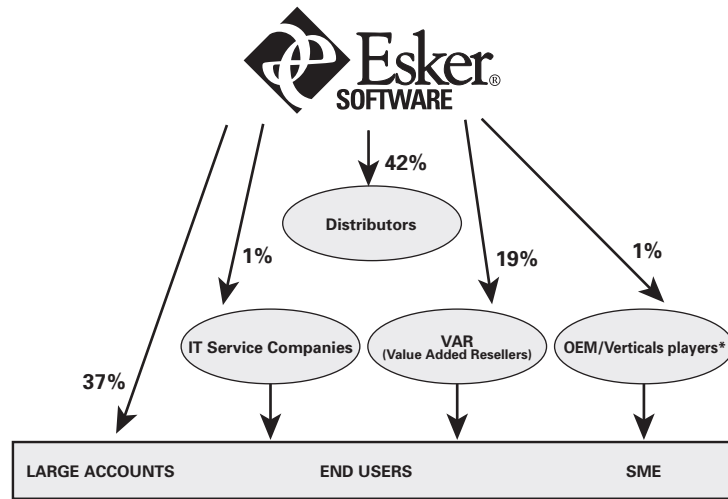 Esker®
SOFTWARE
42%
Distributors
1%
19%
1%
IT Service Companies
VAR
(Value Added Resellers)
OEM/Verticals players*
37%
LARGE ACCOUNTS
END USERS
SME